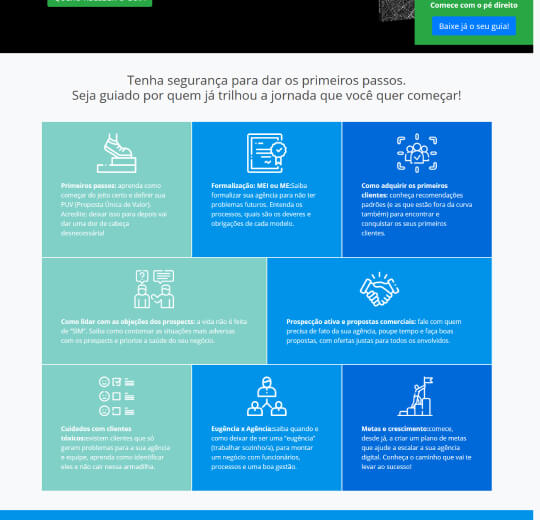 Comece com o pé direito
Baixe já o seu guia!
Tenha segurança para dar os primeiros passos.
Seja guiado por quem já trilhou a jornada que você quer começar!
Primeiros passos: aprenda como
começar do jeito certo e definir sua
PUV (Proposta Única de Valor).
Acredite: deixar isso para depois vai
dar uma dor de cabeça
desnecessária!
Formalização: MEI ou ME:Saiba
formalizar sua agência para não ter
problemas futuros. Entenda os
processos, quais são os deveres e
obrigações de cada modelo.
Como adquirir os primeiros
clientes: conheça recomendações
padrões (e as que estão fora da curva
também) para encontrar e
conquistar os seus primeiros
clientes.
Como lidar com as objeções dos prospects: a vida não é feita
de "SIM". Saiba como contornar as situações mais adversas
com os prospects e priorize a saúde do seu negócio.
Prospecção ativa e propostas comerciais: fale com quem
precisa de fato da sua agência, poupe tempo e faça boas
propostas, com ofertas justas para todos os envolvidos.
Cuidados com clientes
tóxicos:existem clientes que só
geram problemas para a sua agência
e equipe, aprenda como identificar
eles e não cair nessa armadilha.
Eugência x Agência:saiba quando e
como deixar de ser uma "eugência"
(trabalhar sozinho/a), para montar
um negócio com funcionários,
processos e uma boa gestão.
Metas e crescimento:comece,
desde já, a criar um plano de metas
que ajude a escalar a sua agência
digital. Conheça o caminho que vai te
levar ao sucesso!